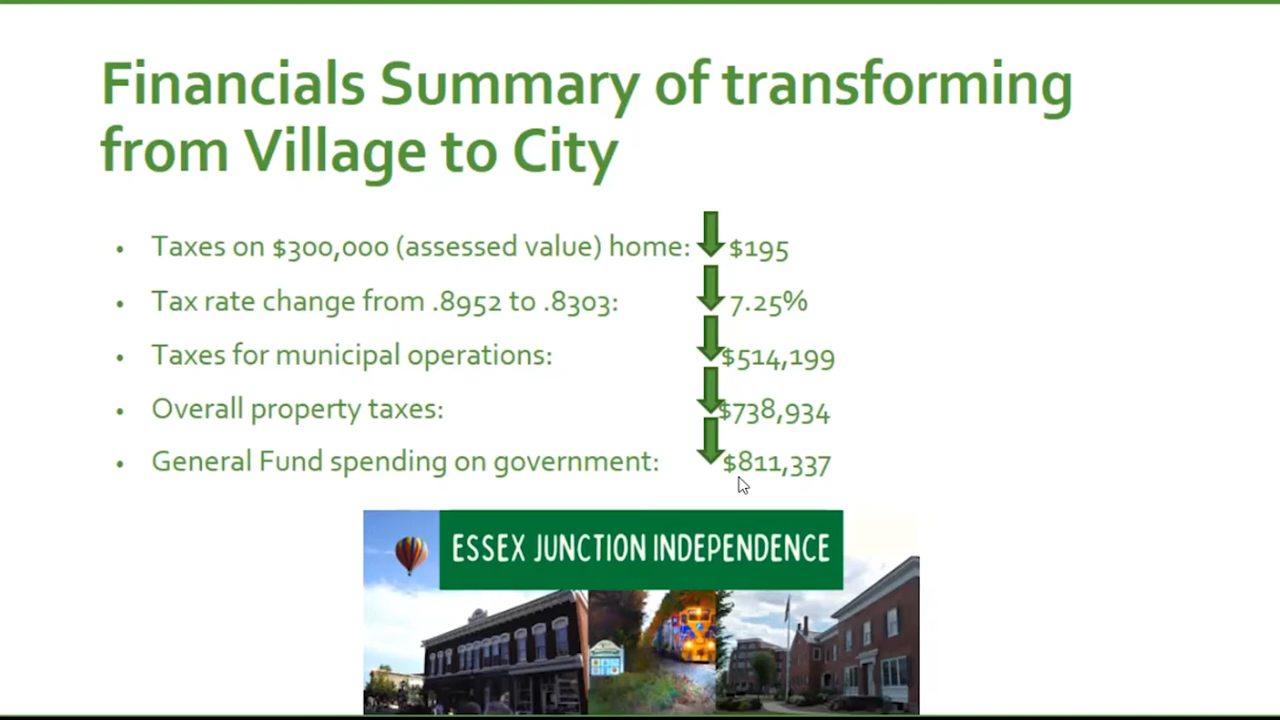 Financials Summary of transforming
from Village to City
• Taxes on $300,000 (assessed value) home: $195
• Tax rate change from .8952 to .8303: 7.25%
• Taxes for municipal operations: $514,199
• Overall property taxes: $738,934
• General Fund spending on government: $811,337
ESSEX JUNCTION INDEPENDENCE